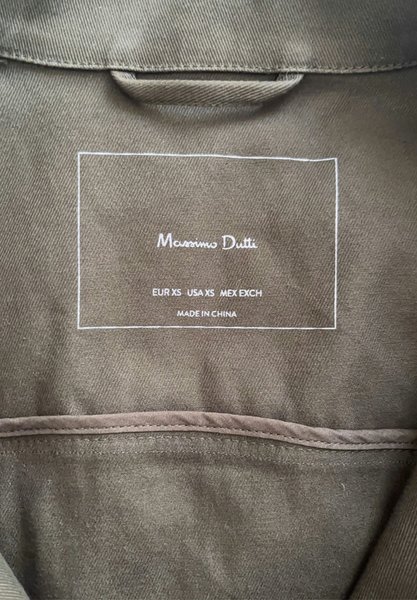 Massimo Dutti
EUR XS USA XS MEX EXCH
MADE IN CHINA